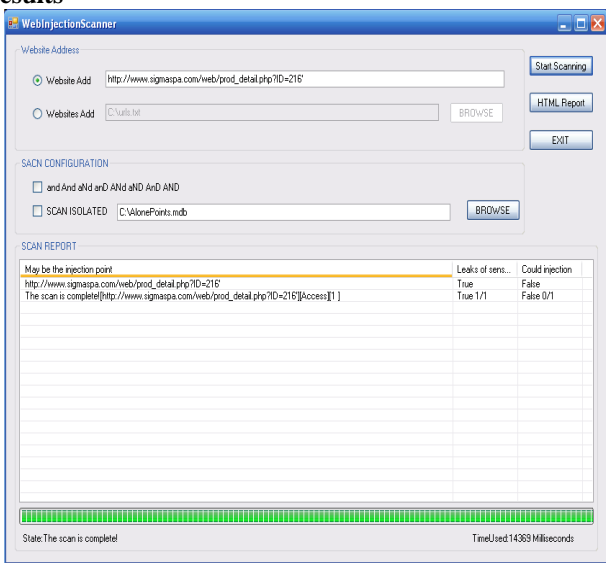 esults
WebInjectionScanner
Website Address
Website Add http://www.sigmaspa.com/web/prod_detail.php?ID=216'
Start Scanning
Websites Add C:\urls.txt BROWSE
HTML Report
EXIT
SACN CONFIGURATION
and And aNd anD ANd aND AnD AND
SCAN ISOLATED C:\AlonePoints.mdb BROWSE
SCAN REPORT
May be the injection point Leaks of sens... Could injection
http://www.sigmaspa.com/web/prod_detail.php?ID=216' True False
The scan is complete![http://www.sigmaspa.com/web/prod_detail.php?ID=216'][Access][1 ] True 1/1 False 0/1
State:The scan is complete! TimeUsed:14369 Milliseconds